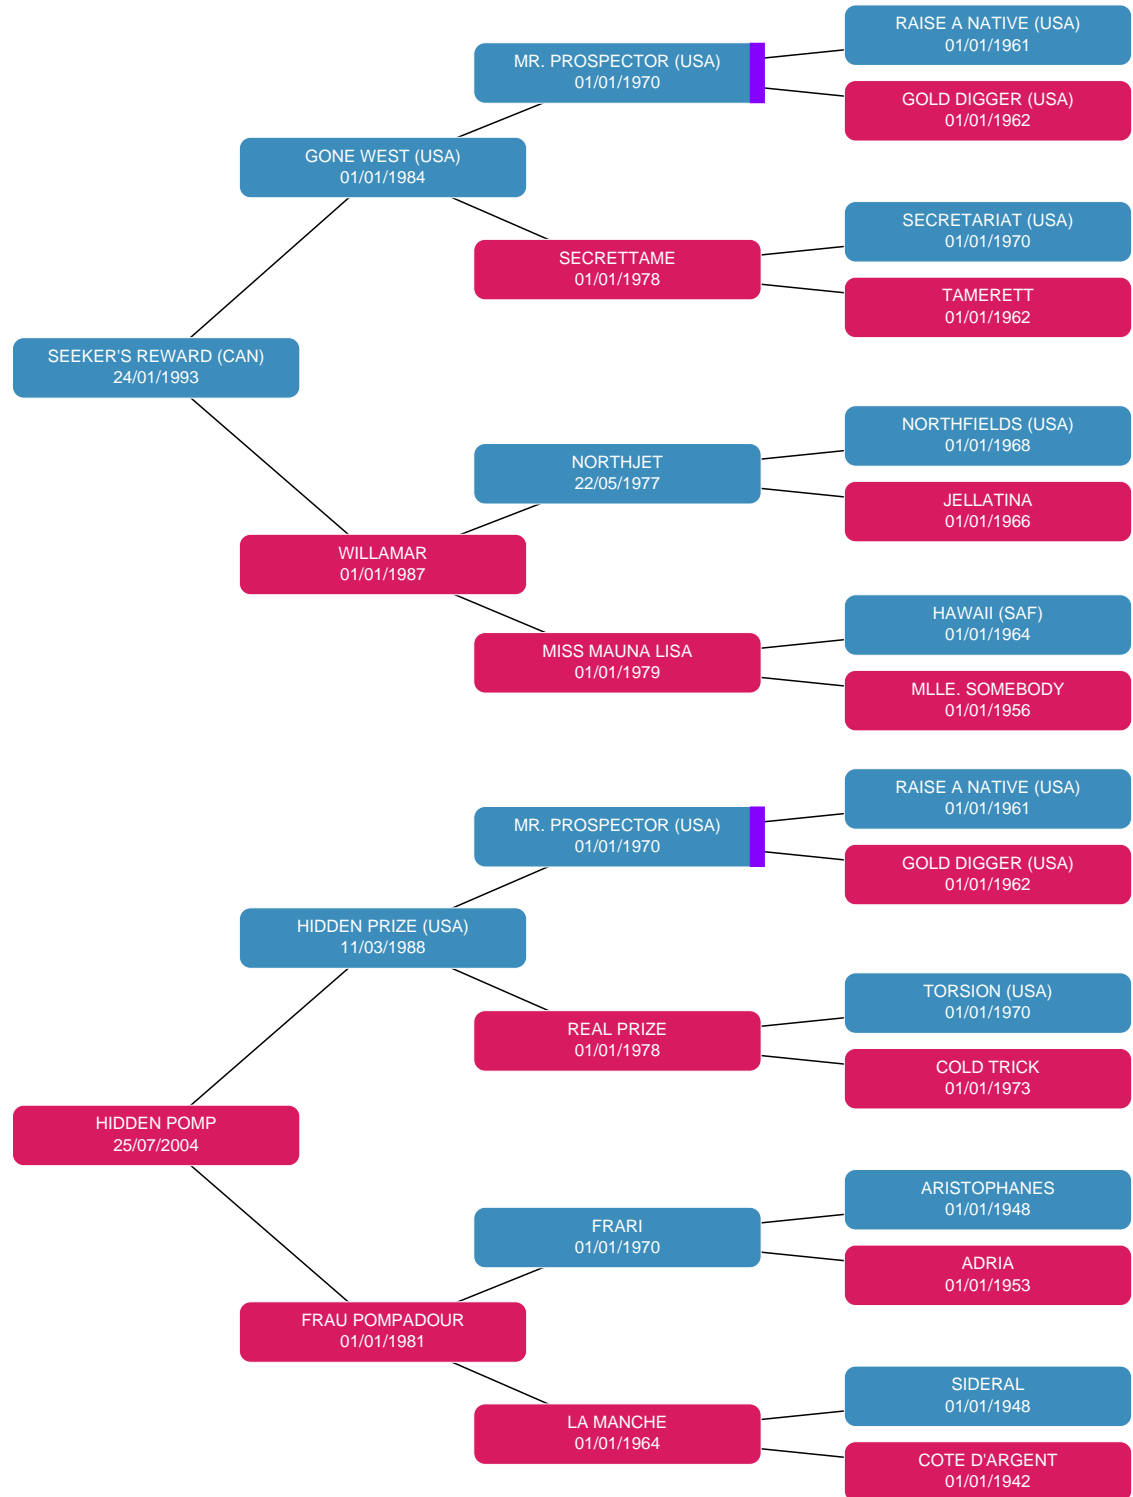 RAISE A NATIVE (USA)
01/01/1961
MR. PROSPECTOR (USA)
01/01/1970
GOLD DIGGER (USA)
01/01/1962
GONE WEST (USA)
01/01/1984
SECRETARIAT (USA)
01/01/1970
SECRETTAME
01/01/1978
TAMERETT
01/01/1962
SEEKER'S REWARD (CAN)
24/01/1993
NORTHFIELDS (USA)
01/01/1968
NORTHJET
22/05/1977
JELLATINA
01/01/1966
WILLAMAR
01/01/1987
HAWAII (SAF)
01/01/1964
MISS MAUNA LISA
01/01/1979
MLLE. SOMEBODY
01/01/1956
RAISE A NATIVE (USA)
01/01/1961
MR. PROSPECTOR (USA)
01/01/1970
GOLD DIGGER (USA)
01/01/1962
HIDDEN PRIZE (USA)
11/03/1988
TORSION (USA)
01/01/1970
REAL PRIZE
01/01/1978
COLD TRICK
01/01/1973
HIDDEN POMP
25/07/2004
ARISTOPHANES
01/01/1948
FRARI
01/01/1970
ADRIA
01/01/1953
FRAU POMPADOUR
01/01/1981
SIDERAL
01/01/1948
LA MANCHE
01/01/1964
COTE D'ARGENT
01/01/1942